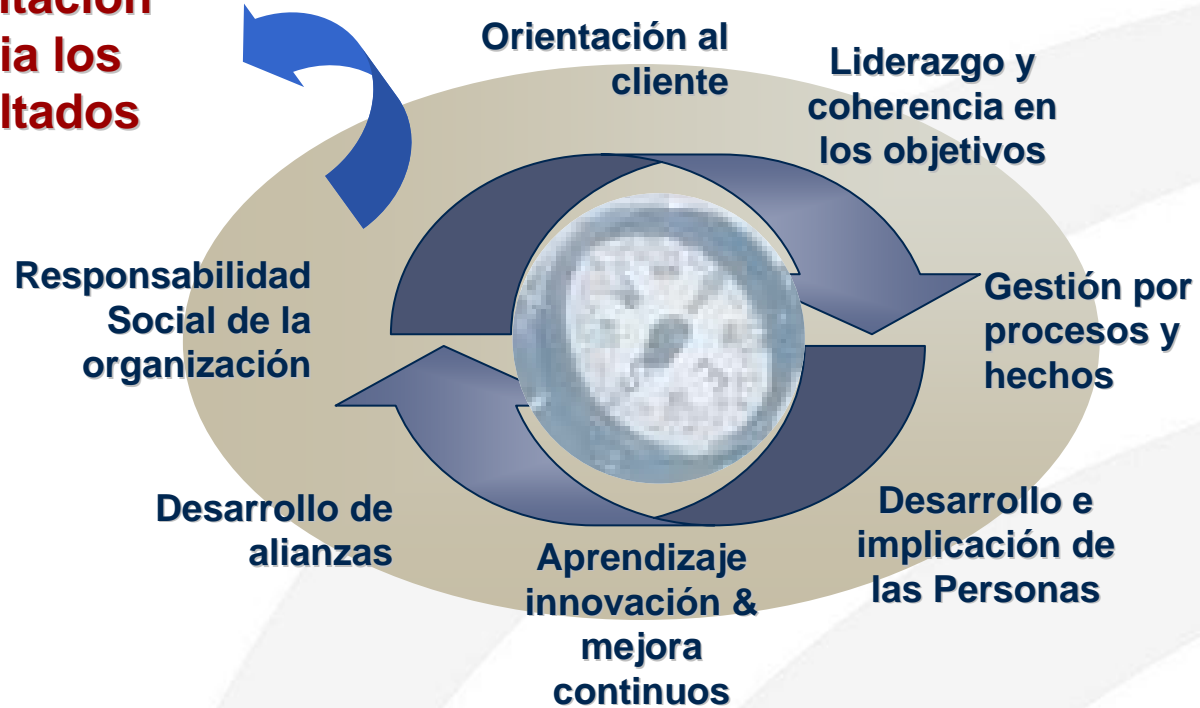 tación
ia los
ltados
Orientación al
cliente
Liderazgo y
coherencia en
los objetivos
Gestión por
procesos y
hechos
Desarrollo e
implicación de
las Personas
Aprendizaje
innovación &
mejora
continuos
Desarrollo de
alianzas
Responsabilidad
Social de la
organización